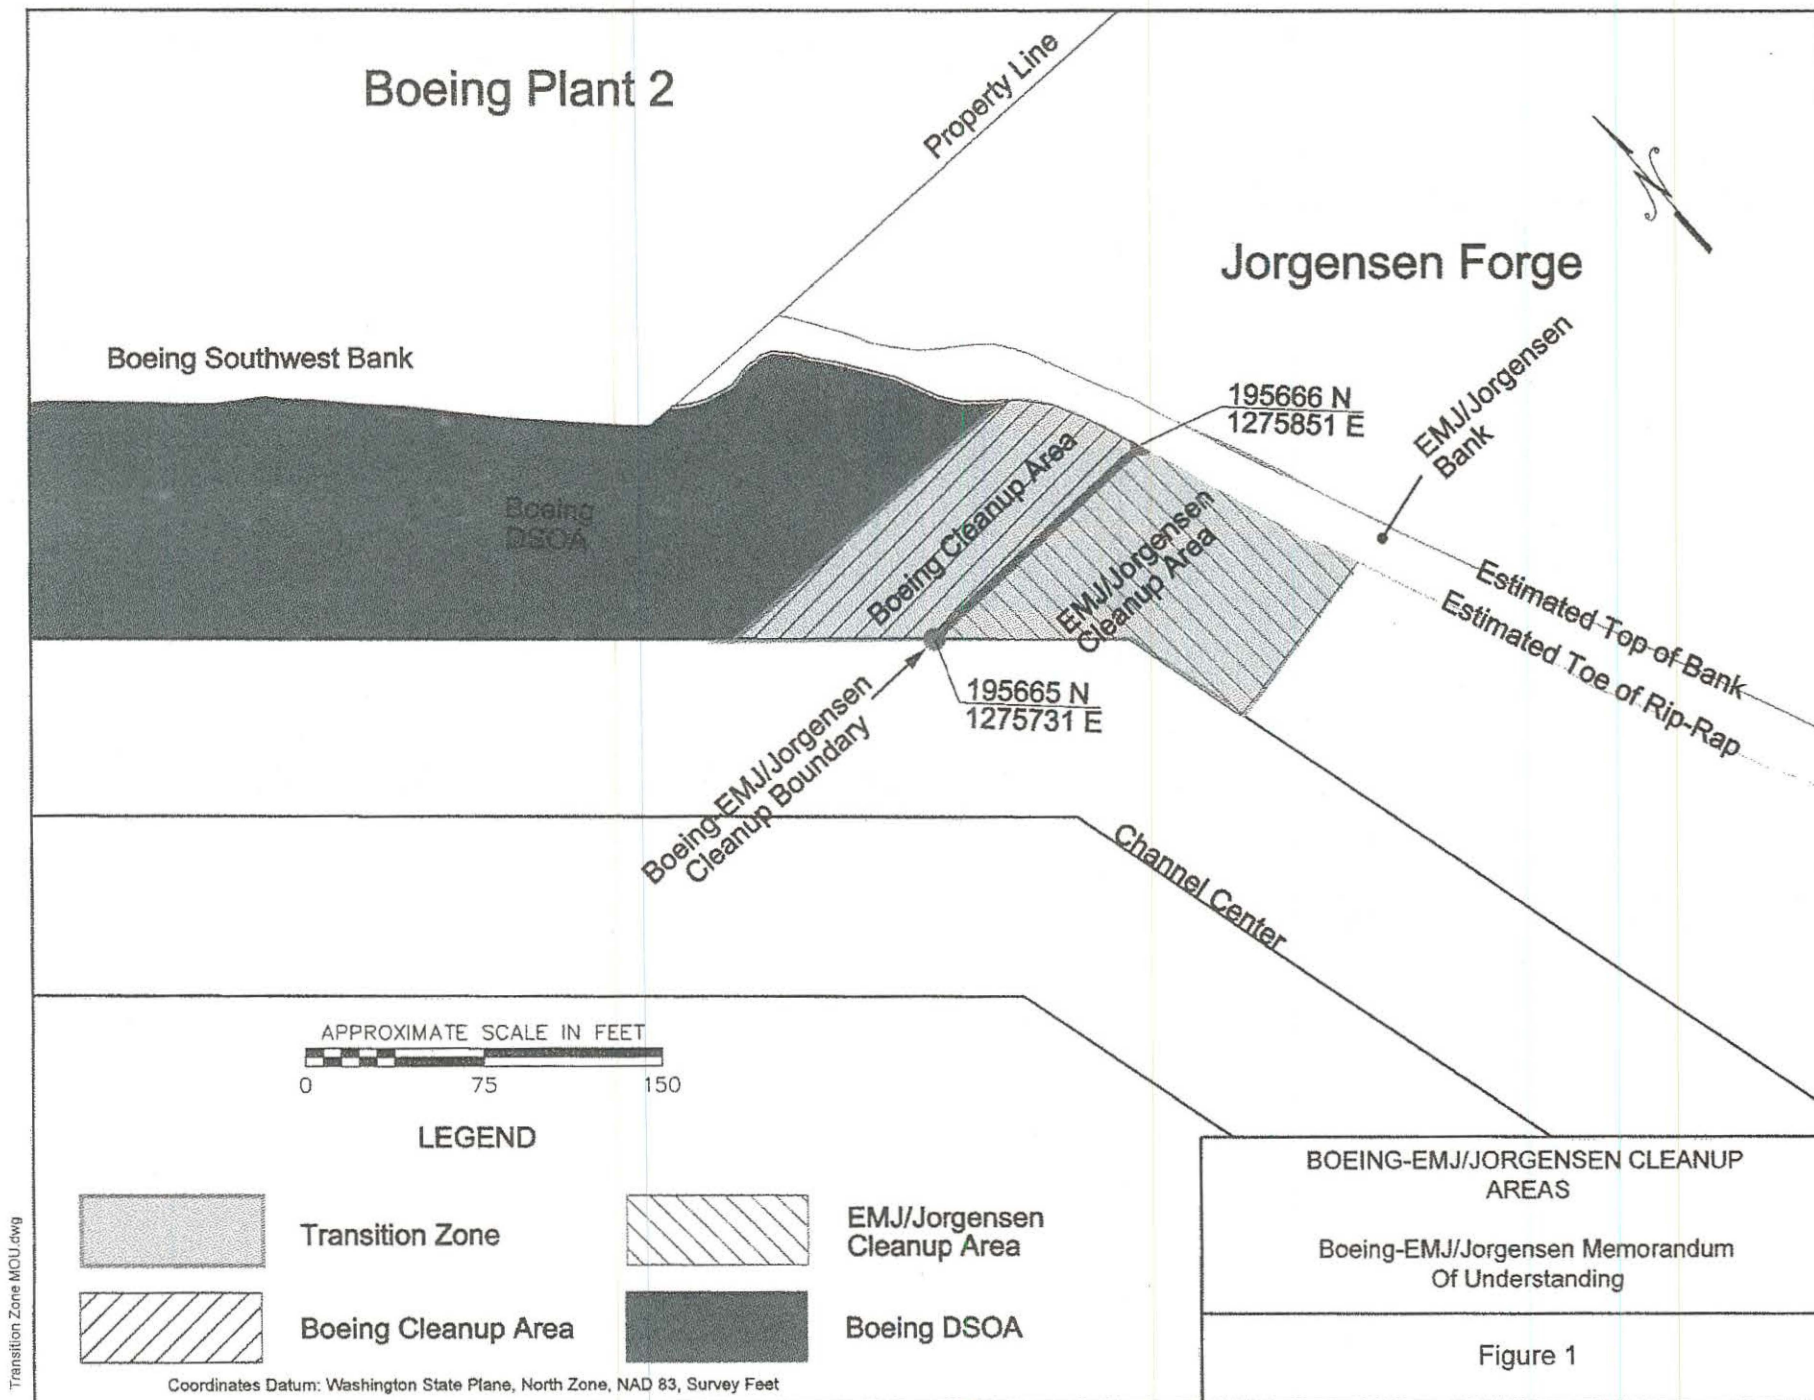 Boeing Plant 2
Property Line
Jorgensen Forge
Boeing Southwest Bank
195666 N
1275851 E
EMJ/Jorgensen
Bank
Boeing
DSOA
Boeing Cleanup Area
EMJ/Jorgensen
Cleanup Area
Estimated Top of Bank
Estimated Toe of Rip-Rap
195665 N
1275731 E
Boeing-EMJ/Jorgensen
Cleanup Boundary
Channel Center
APPROXIMATE SCALE IN FEET
0 75 150
LEGEND
Transition Zone
EMJ/Jorgensen
Cleanup Area
Boeing Cleanup Area
Boeing DSOA
Coordinates Datum: Washington State Plane, North Zone, NAD 83, Survey Feet
Transition Zone MOU.dwg
BOEING-EMJ/JORGENSEN CLEANUP
AREAS
Boeing-EMJ/Jorgensen Memorandum
Of Understanding
Figure 1